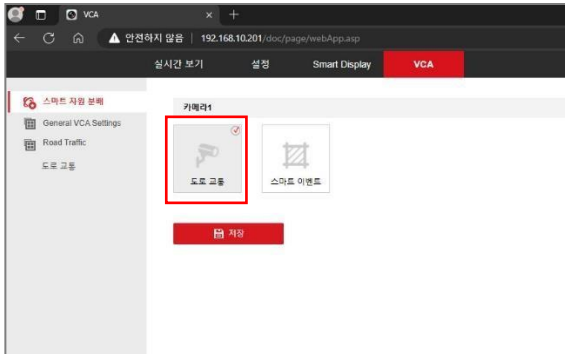 VCA
안전하지 않음 192.168.10.201/doc/page/webApp.asp
실시간 보기 설정 Smart Display VCA
스마트 자원 분배
General VCA Settings
Road Traffic
도로 교통
카메라1
도로 교통
스마트 이벤트
저장